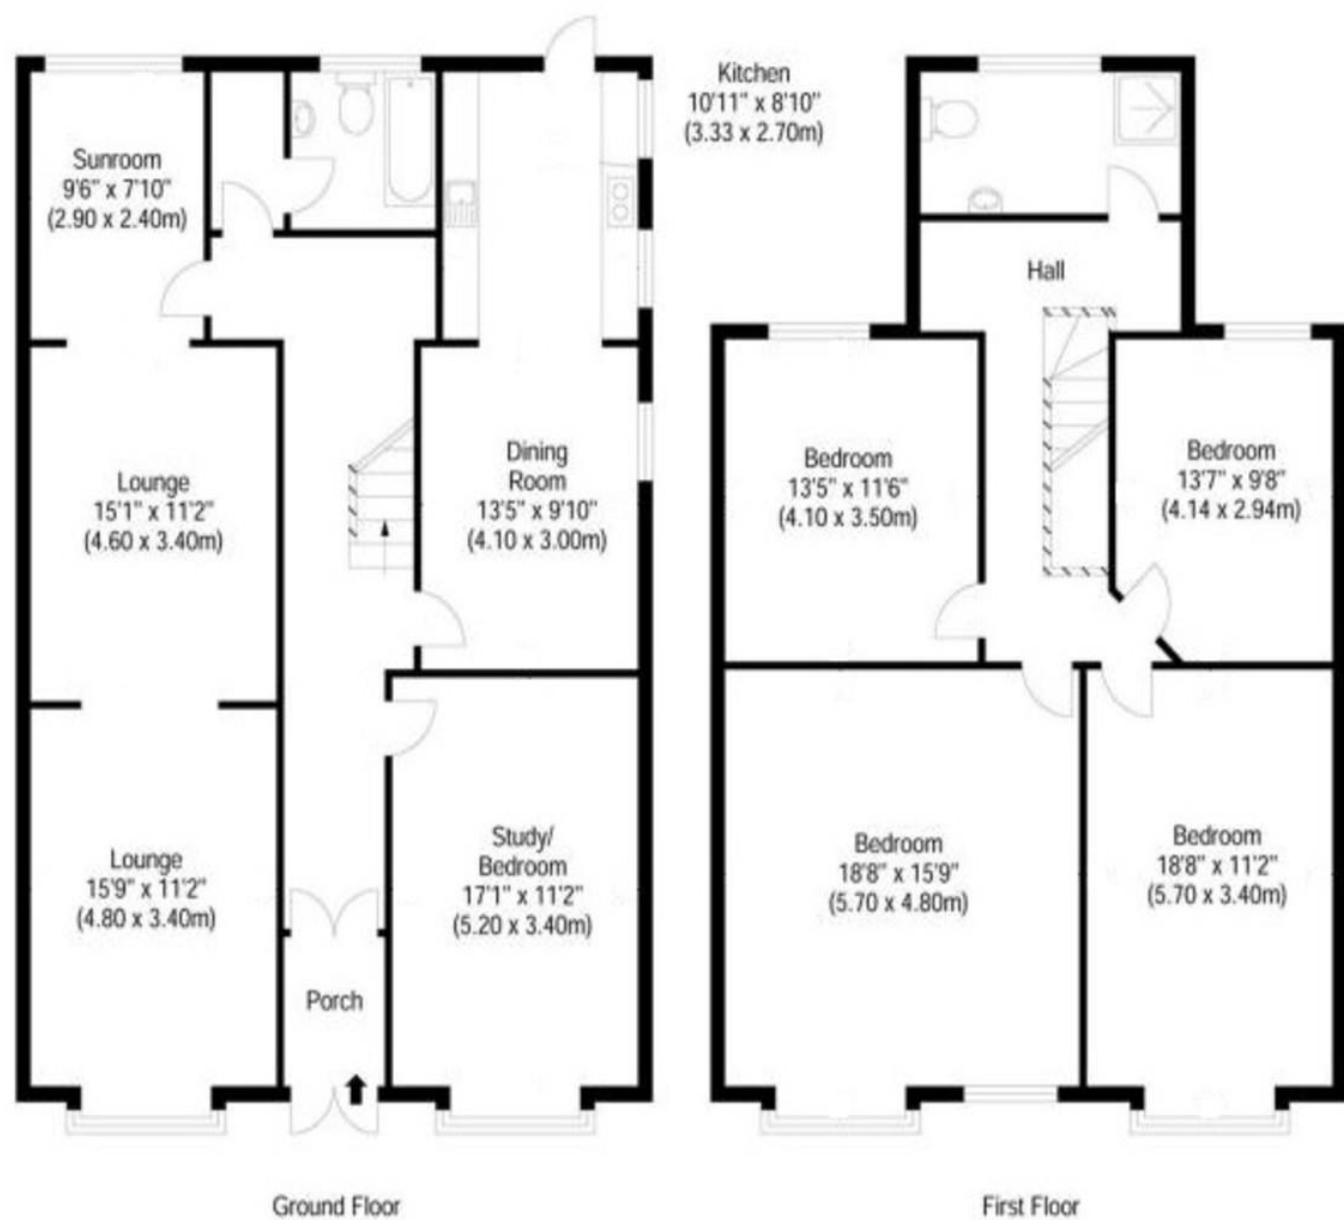 Kitchen
10'11" x 8'10"
(3.33 x 2.70m)
Sunroom
9'6" x 7'10"
(2.90 x 2.40m)
Hall
Lounge
15'1" x 11'2"
(4.60 x 3.40m)
Dining
Room
13'5" x 9'10"
(4.10 x 3.00m)
Bedroom
13'5" x 11'6"
(4.10 x 3.50m)
Bedroom
13'7" x 9'8"
(4.14 x 2.94m)
Lounge
15'9" x 11'2"
(4.80 x 3.40m)
Study/
Bedroom
17'1" x 11'2"
(5.20 x 3.40m)
Bedroom
18'8" x 15'9"
(5.70 x 4.80m)
Bedroom
18'8" x 11'2"
(5.70 x 3.40m)
Porch
Ground Floor
First Floor